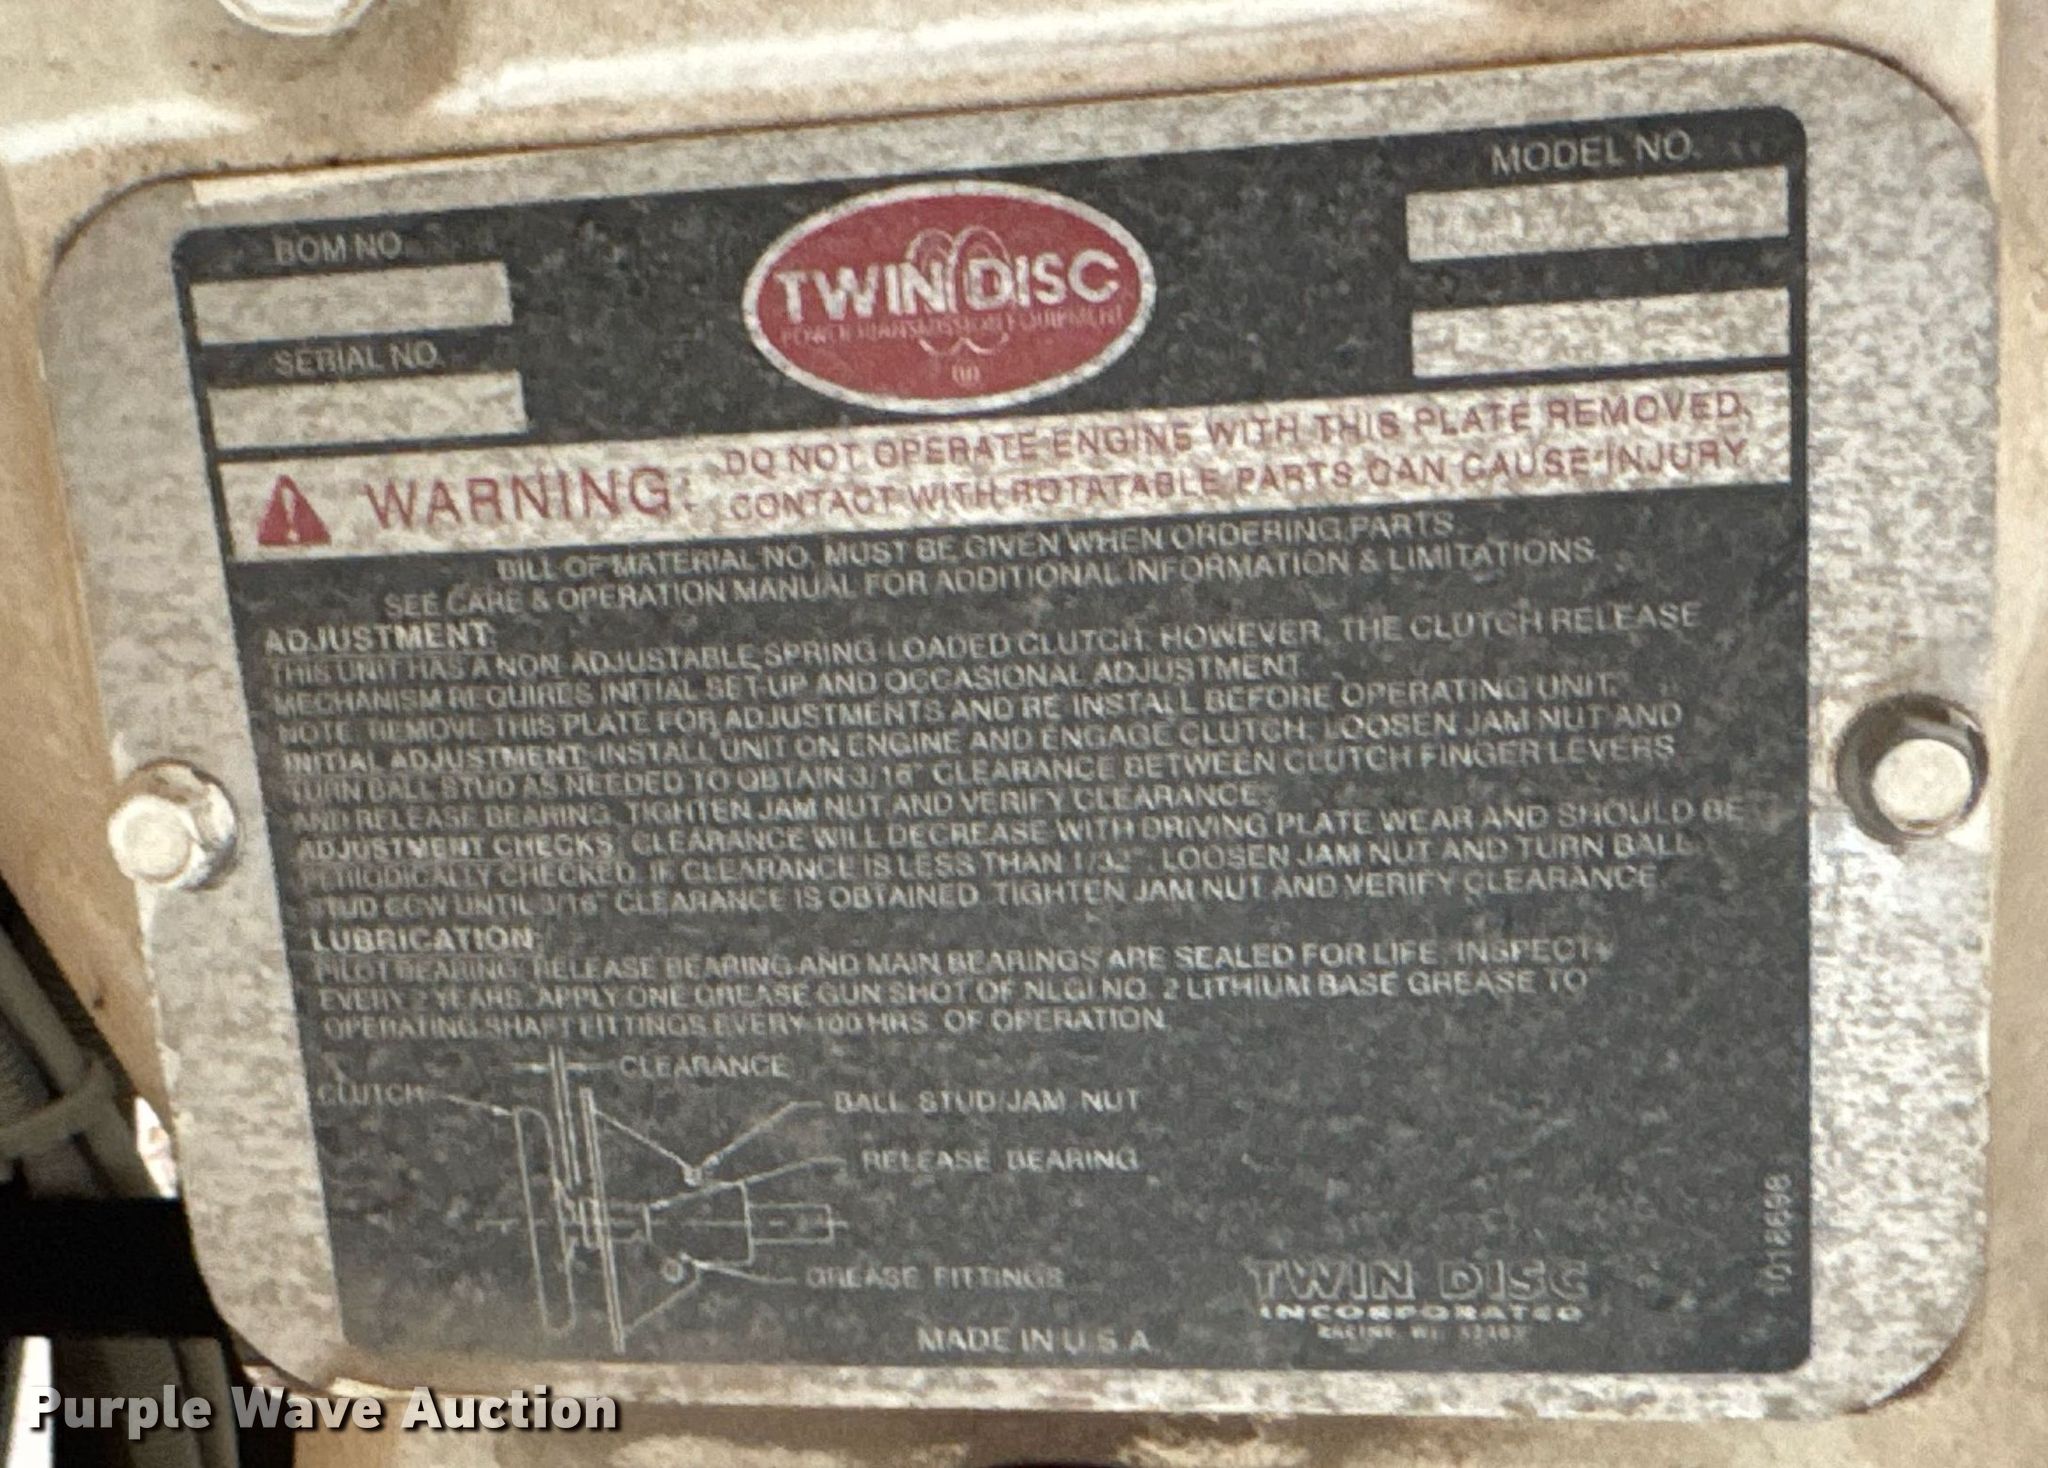 BOM NO.
MODEL NO.
TWIN DISC
POWER TRANSMISSION EQUIPMENT
SERIAL NO.
WARNING: DO NOT OPERATE ENGINE WITH THIS PLATE REMOVED.
CONTACT WITH ROTATABLE PARTS CAN CAUSE INJURY
BILL OF MATERIAL NO. MUST BE GIVEN WHEN ORDERING PARTS.
SEE CARE & OPERATION MANUAL FOR ADDITIONAL INFORMATION & LIMITATIONS.
ADJUSTMENT:
THIS UNIT HAS A NON-ADJUSTABLE, SPRING LOADED CLUTCH. HOWEVER, THE CLUTCH RELEASE
MECHANISM REQUIRES INITIAL SET-UP AND OCCASIONAL ADJUSTMENT.
NOTE: REMOVE THIS PLATE FOR ADJUSTMENTS AND RE-INSTALL BEFORE OPERATING UNIT.
INITIAL ADJUSTMENT: INSTALL UNIT ON ENGINE AND ENGAGE CLUTCH. LOOSEN JAM NUT AND
TURN BALL STUD AS NEEDED TO OBTAIN 3/16" CLEARANCE BETWEEN CLUTCH FINGER LEVERS
AND RELEASE BEARING. TIGHTEN JAM NUT AND VERIFY CLEARANCE.
ADJUSTMENT CHECKS: CLEARANCE WILL DECREASE WITH DRIVING PLATE WEAR AND SHOULD BE
PERIODICALLY CHECKED. IF CLEARANCE IS LESS THAN 1/32", LOOSEN JAM NUT AND TURN BALL
STUD CCW UNTIL 3/16" CLEARANCE IS OBTAINED. TIGHTEN JAM NUT AND VERIFY CLEARANCE.
LUBRICATION:
PILOT BEARING, RELEASE BEARING AND MAIN BEARINGS ARE SEALED FOR LIFE. INSPECT
EVERY 2 YEARS. APPLY ONE GREASE GUN SHOT OF NLGI NO. 2 LITHIUM BASE GREASE TO
OPERATING SHAFT FITTINGS EVERY 100 HRS. OF OPERATION.
CLEARANCE
CLUTCH
BALL STUD/JAM NUT
RELEASE BEARING
GREASE FITTINGS
MADE IN U.S.A.
TWIN DISC
INCORPORATED
RACINE, WI
1018698
Purple Wave Auction